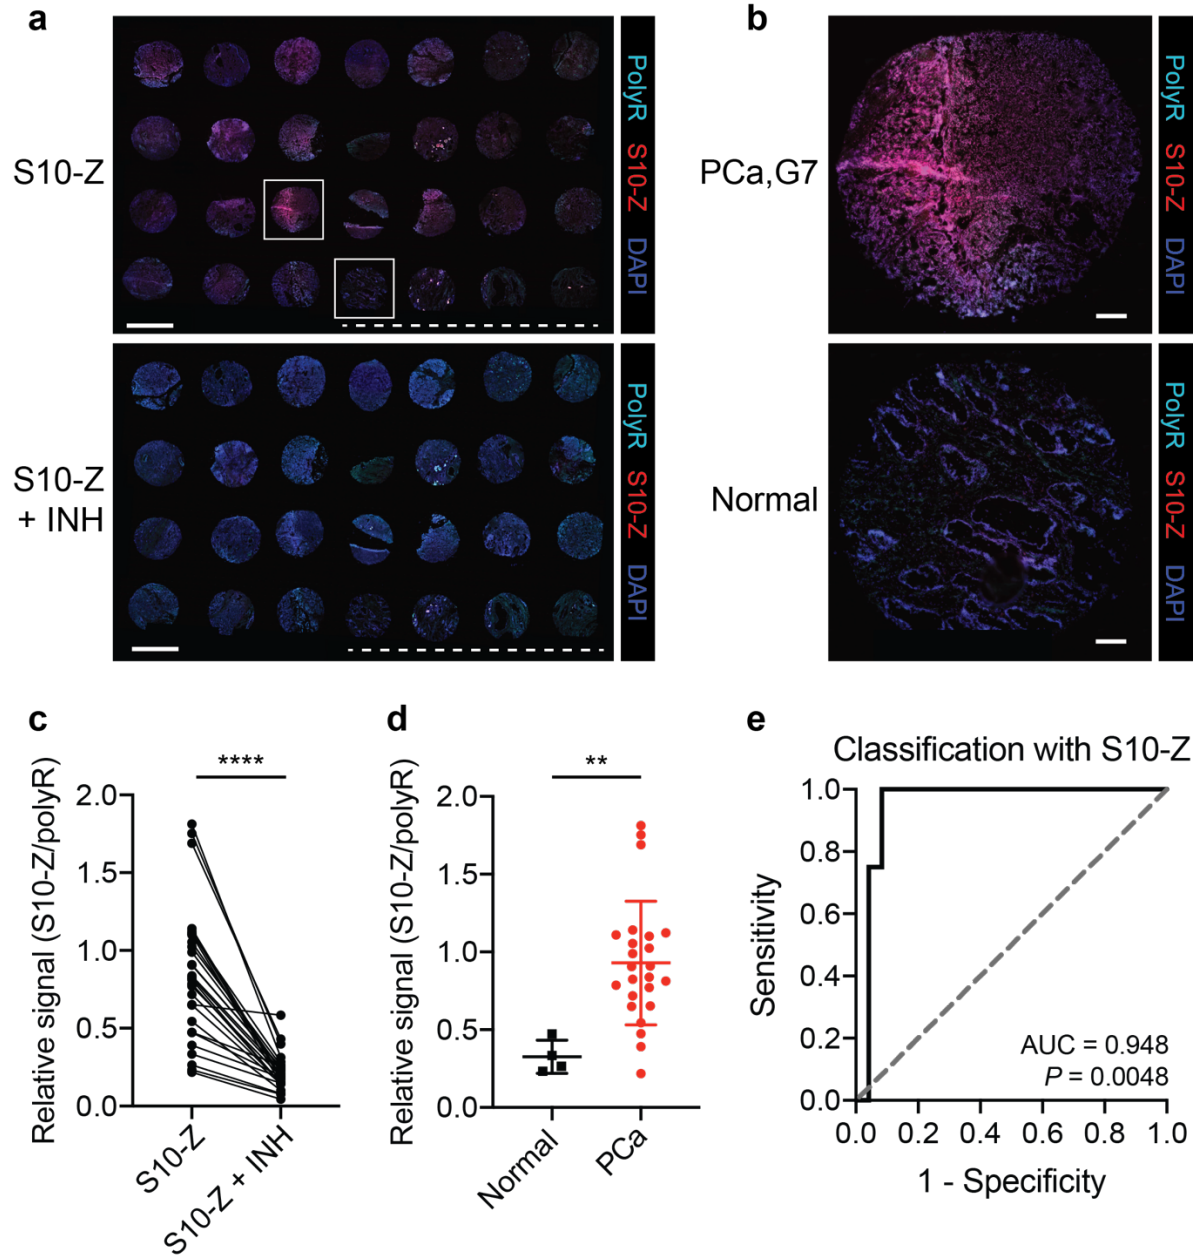 a
S10-Z
PolyR S10-Z DAPI
S10-Z
+ INH
PolyR S10-Z DAPI
b
PCa,G7
PolyR S10-Z DAPI
Normal
PolyR S10-Z DAPI
c
****
Relative signal (S10-Z/polyR)
2.0
1.5
1.0
0.5
0.0
S10-Z
S10-Z + INH
d
**
Relative signal (S10-Z/polyR)
2.0
1.5
1.0
0.5
0.0
Normal
PCa
e
Classification with S10-Z
Sensitivity
1.0
0.8
0.6
0.4
0.2
0.0
AUC = 0.948
P = 0.0048
0.0 0.2 0.4 0.6 0.8 1.0
1 - Specificity